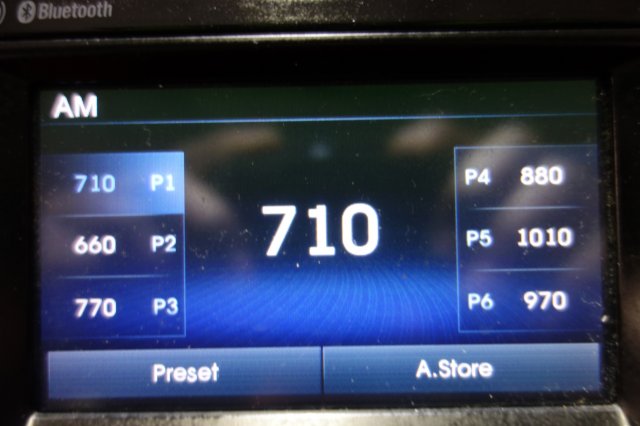 Bluetooth
AM
710 P1
660 P2
770 P3
710
P4 880
P5 1010
P6 970
Preset
A.Store